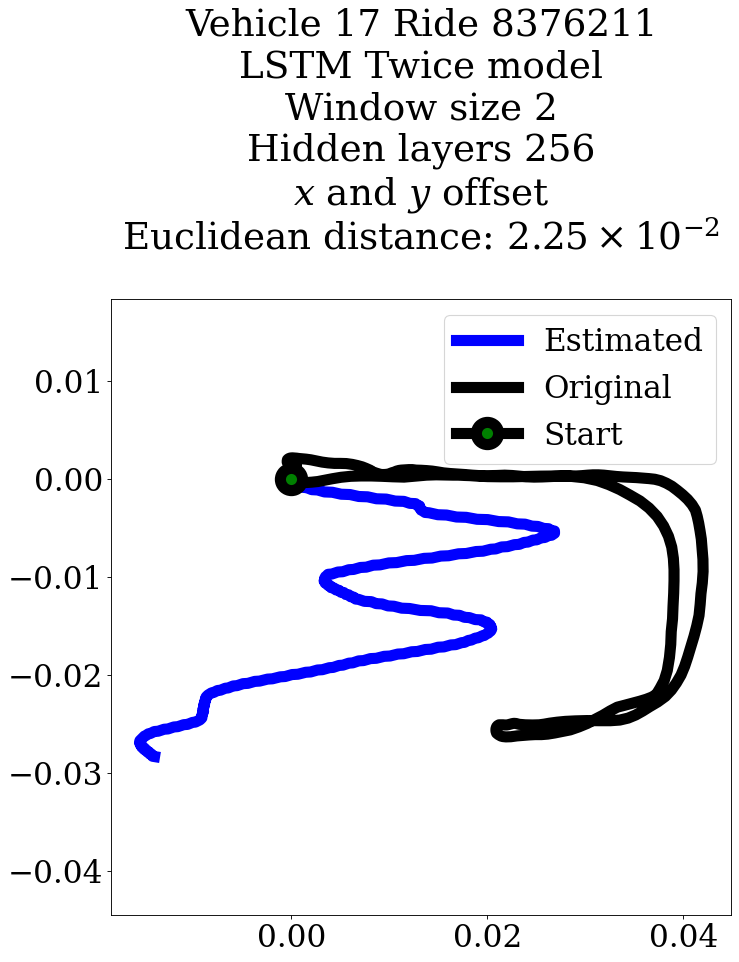 Vehicle 17 Ride 8376211
LSTM Twice model
Window size 2
Hidden layers 256
x and y offset
Euclidean distance: 2.25 × 10⁻²
Estimated
Original
Start
0.01
0.00
−0.01
−0.02
−0.03
−0.04
0.00 0.02 0.04